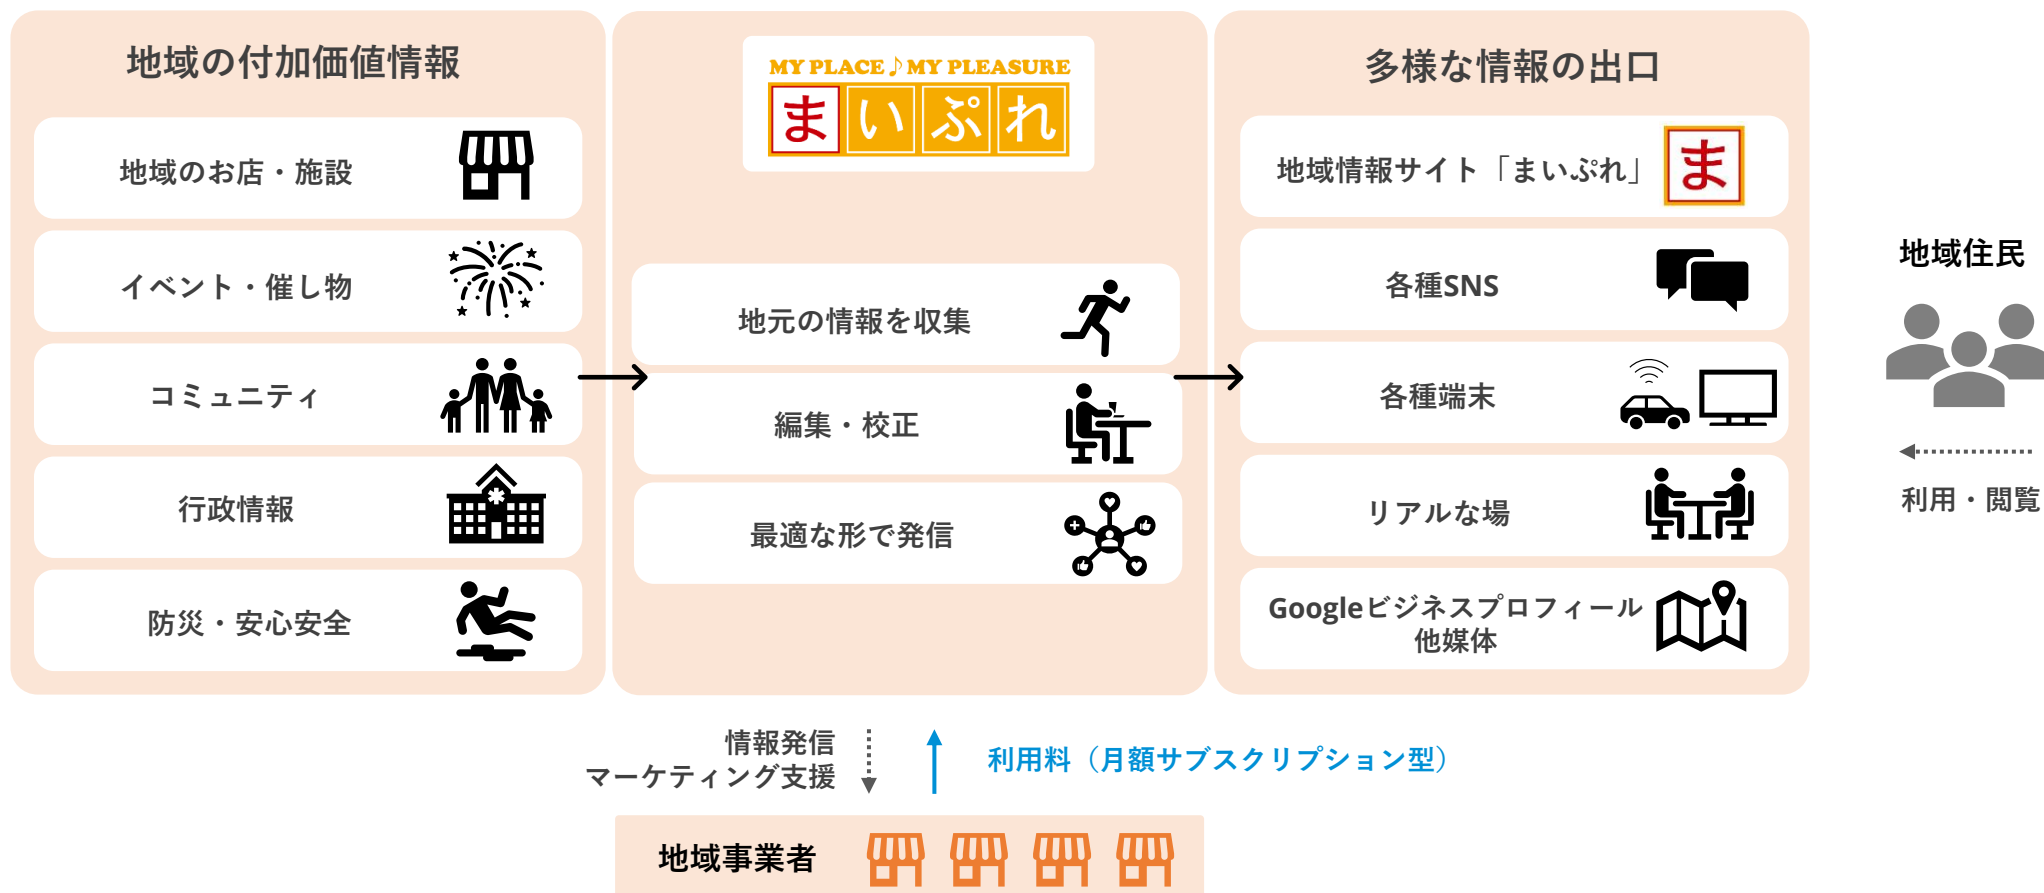 地域の付加価値情報
地域のお店・施設
イベント・催し物
コミュニティ
行政情報
防災・安心安全
MY PLACE♪MY PLEASURE
まいぷれ
地元の情報を収集
編集・校正
最適な形で発信
多様な情報の出口
地域情報サイト「まいぷれ」
ま
各種SNS
各種端末
リアルな場
Googleビジネスプロフィール
他媒体
地域住民
利用・閲覧
情報発信
マーケティング支援
利用料（月額サブスクリプション型）
地域事業者